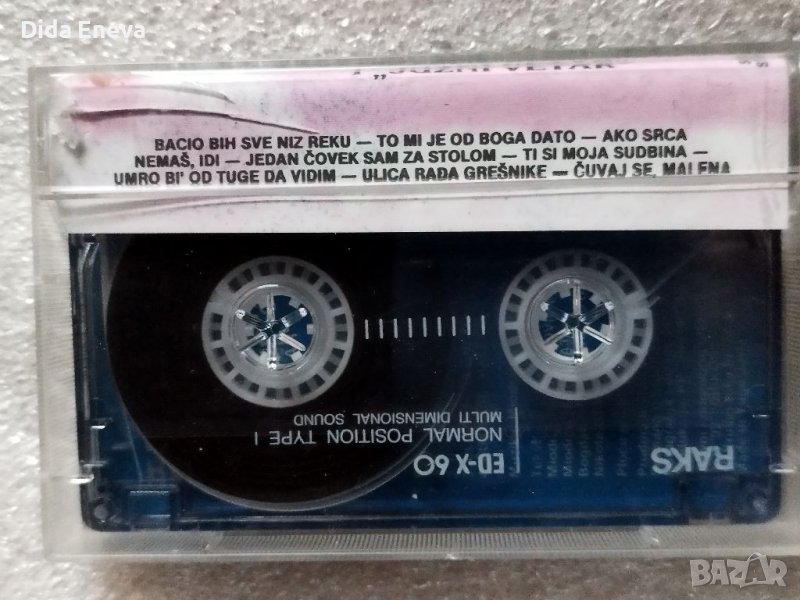 Dida Eneva
BACIO BIH SVE NIZ REKU — TO MI JE OD BOGA DATO — AKO SRCA
NEMAŠ, IDI — JEDAN ČOVEK SAM ZA STOLOM — TI SI MOJA SUDBINA —
UMRO BI' OD TUGE DA VIDIM — ULICA RAĐA GREŠNIKE — ČUVAJ SE, MALENA
MULTI DIMENSIONAL SOUND
NORMAL POSITION TYPE I
ED-X 60
RAKS
BAZAR